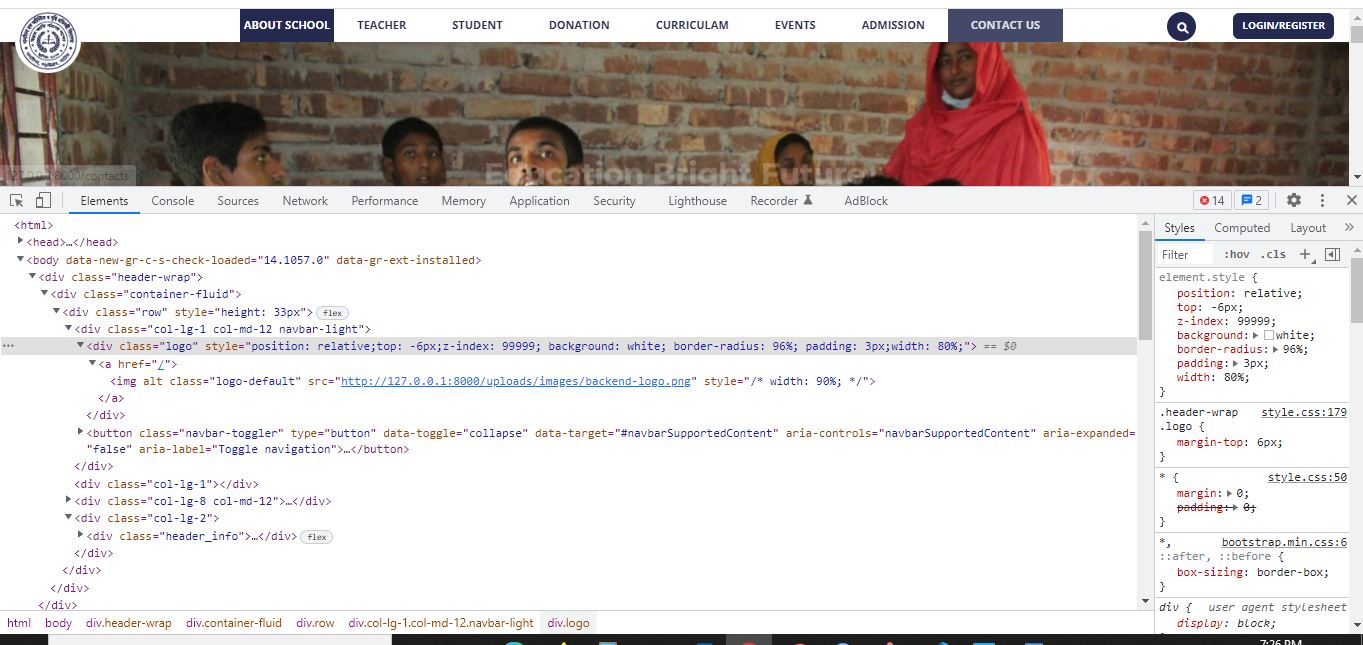 ABOUT SCHOOL TEACHER STUDENT DONATION CURRICULAM EVENTS ADMISSION CONTACT US LOGIN/REGISTER
Education Bright Future
127.0.0.1:8000/contacts
Elements Console Sources Network Performance Memory Application Security Lighthouse Recorder AdBlock 14 2
<html>
<head>…</head>
<body data-new-gr-c-s-check-loaded="14.1057.0" data-gr-ext-installed>
<div class="header-wrap">
<div class="container-fluid">
<div class="row" style="height: 33px"> flex
<div class="col-lg-1 col-md-12 navbar-light">
<div class="logo" style="position: relative;top: -6px;z-index: 99999; background: white; border-radius: 96%; padding: 3px;width: 80%;"> == $0
<a href="/">
<img alt class="logo-default" src="http://127.0.0.1:8000/uploads/images/backend-logo.png" style="/* width: 90%; */">
</a>
</div>
<button class="navbar-toggler" type="button" data-toggle="collapse" data-target="#navbarSupportedContent" aria-controls="navbarSupportedContent" aria-expanded=
"false" aria-label="Toggle navigation">…</button>
</div>
<div class="col-lg-1"></div>
<div class="col-lg-8 col-md-12">…</div>
<div class="col-lg-2">
<div class="header_info">…</div> flex
</div>
</div>
</div>
</div>
html body div.header-wrap div.container-fluid div.row div.col-lg-1.col-md-12.navbar-light div.logo
Styles Computed Layout »
Filter :hov .cls +
element.style {
position: relative;
top: -6px;
z-index: 99999;
background: white;
border-radius: 96%;
padding: 3px;
width: 80%;
}
.header-wrap style.css:179
.logo {
margin-top: 6px;
}
* { style.css:50
margin: 0;
padding: 0;
}
*, bootstrap.min.css:6
::after, ::before {
box-sizing: border-box;
}
div { user agent stylesheet
display: block;
7:26 PM